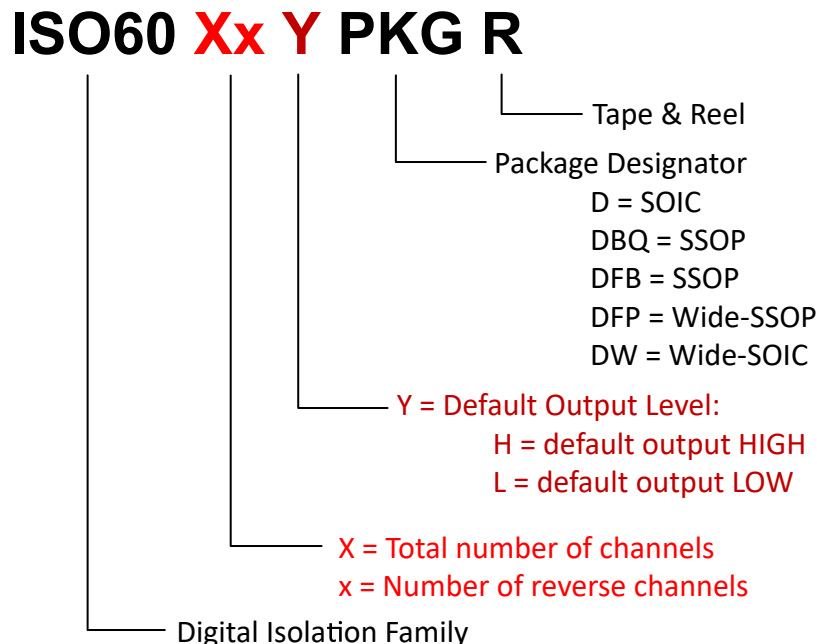 ISO60 Xx Y PKG R
Tape & Reel
Package Designator
D = SOIC
DBQ = SSOP
DFB = SSOP
DFP = Wide-SSOP
DW = Wide-SOIC
Y = Default Output Level:
H = default output HIGH
L = default output LOW
X = Total number of channels
x = Number of reverse channels
Digital Isolation Family